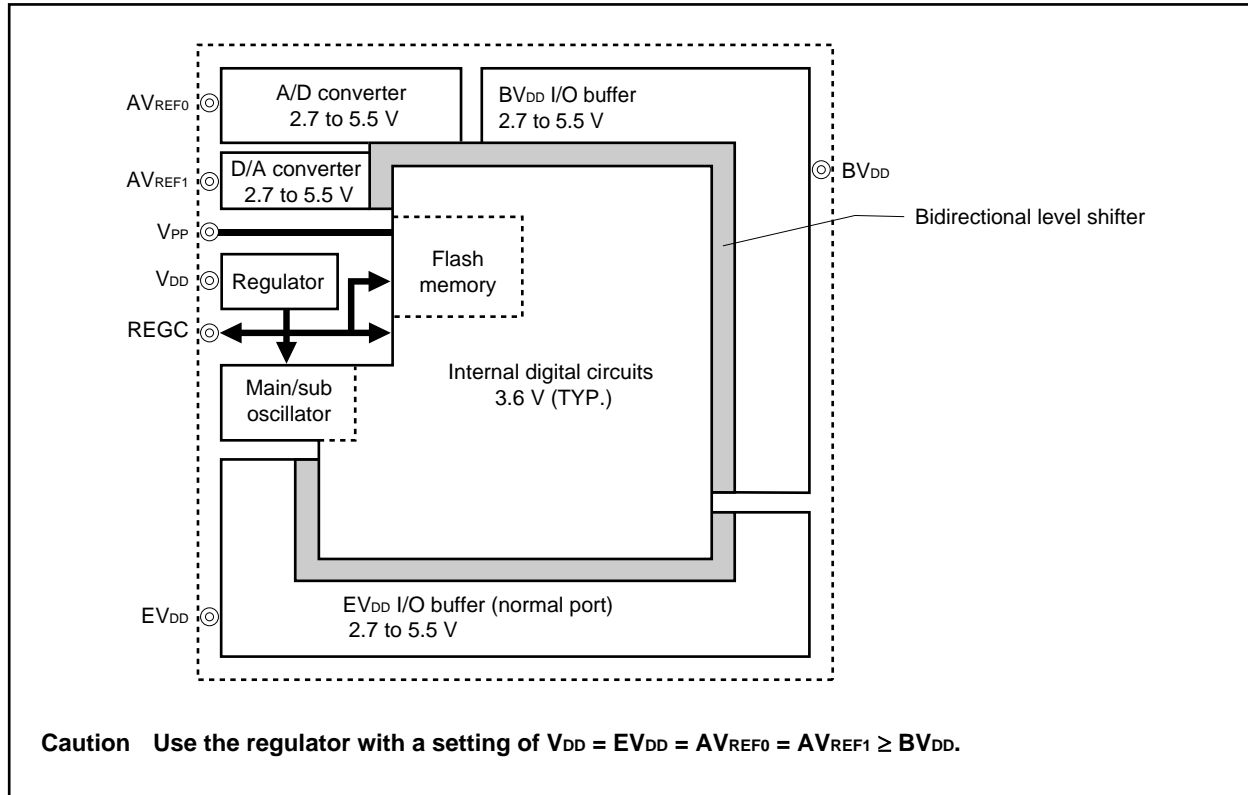 A/D converter
2.7 to 5.5 V
BVDD I/O buffer
2.7 to 5.5 V
AVREF0
D/A converter
2.7 to 5.5 V
AVREF1
BVDD
Bidirectional level shifter
VPP
Flash
memory
VDD
Regulator
REGC
Internal digital circuits
3.6 V (TYP.)
Main/sub
oscillator
EVDD I/O buffer (normal port)
2.7 to 5.5 V
EVDD
Caution Use the regulator with a setting of VDD = EVDD = AVREF0 = AVREF1 ≥ BVDD.